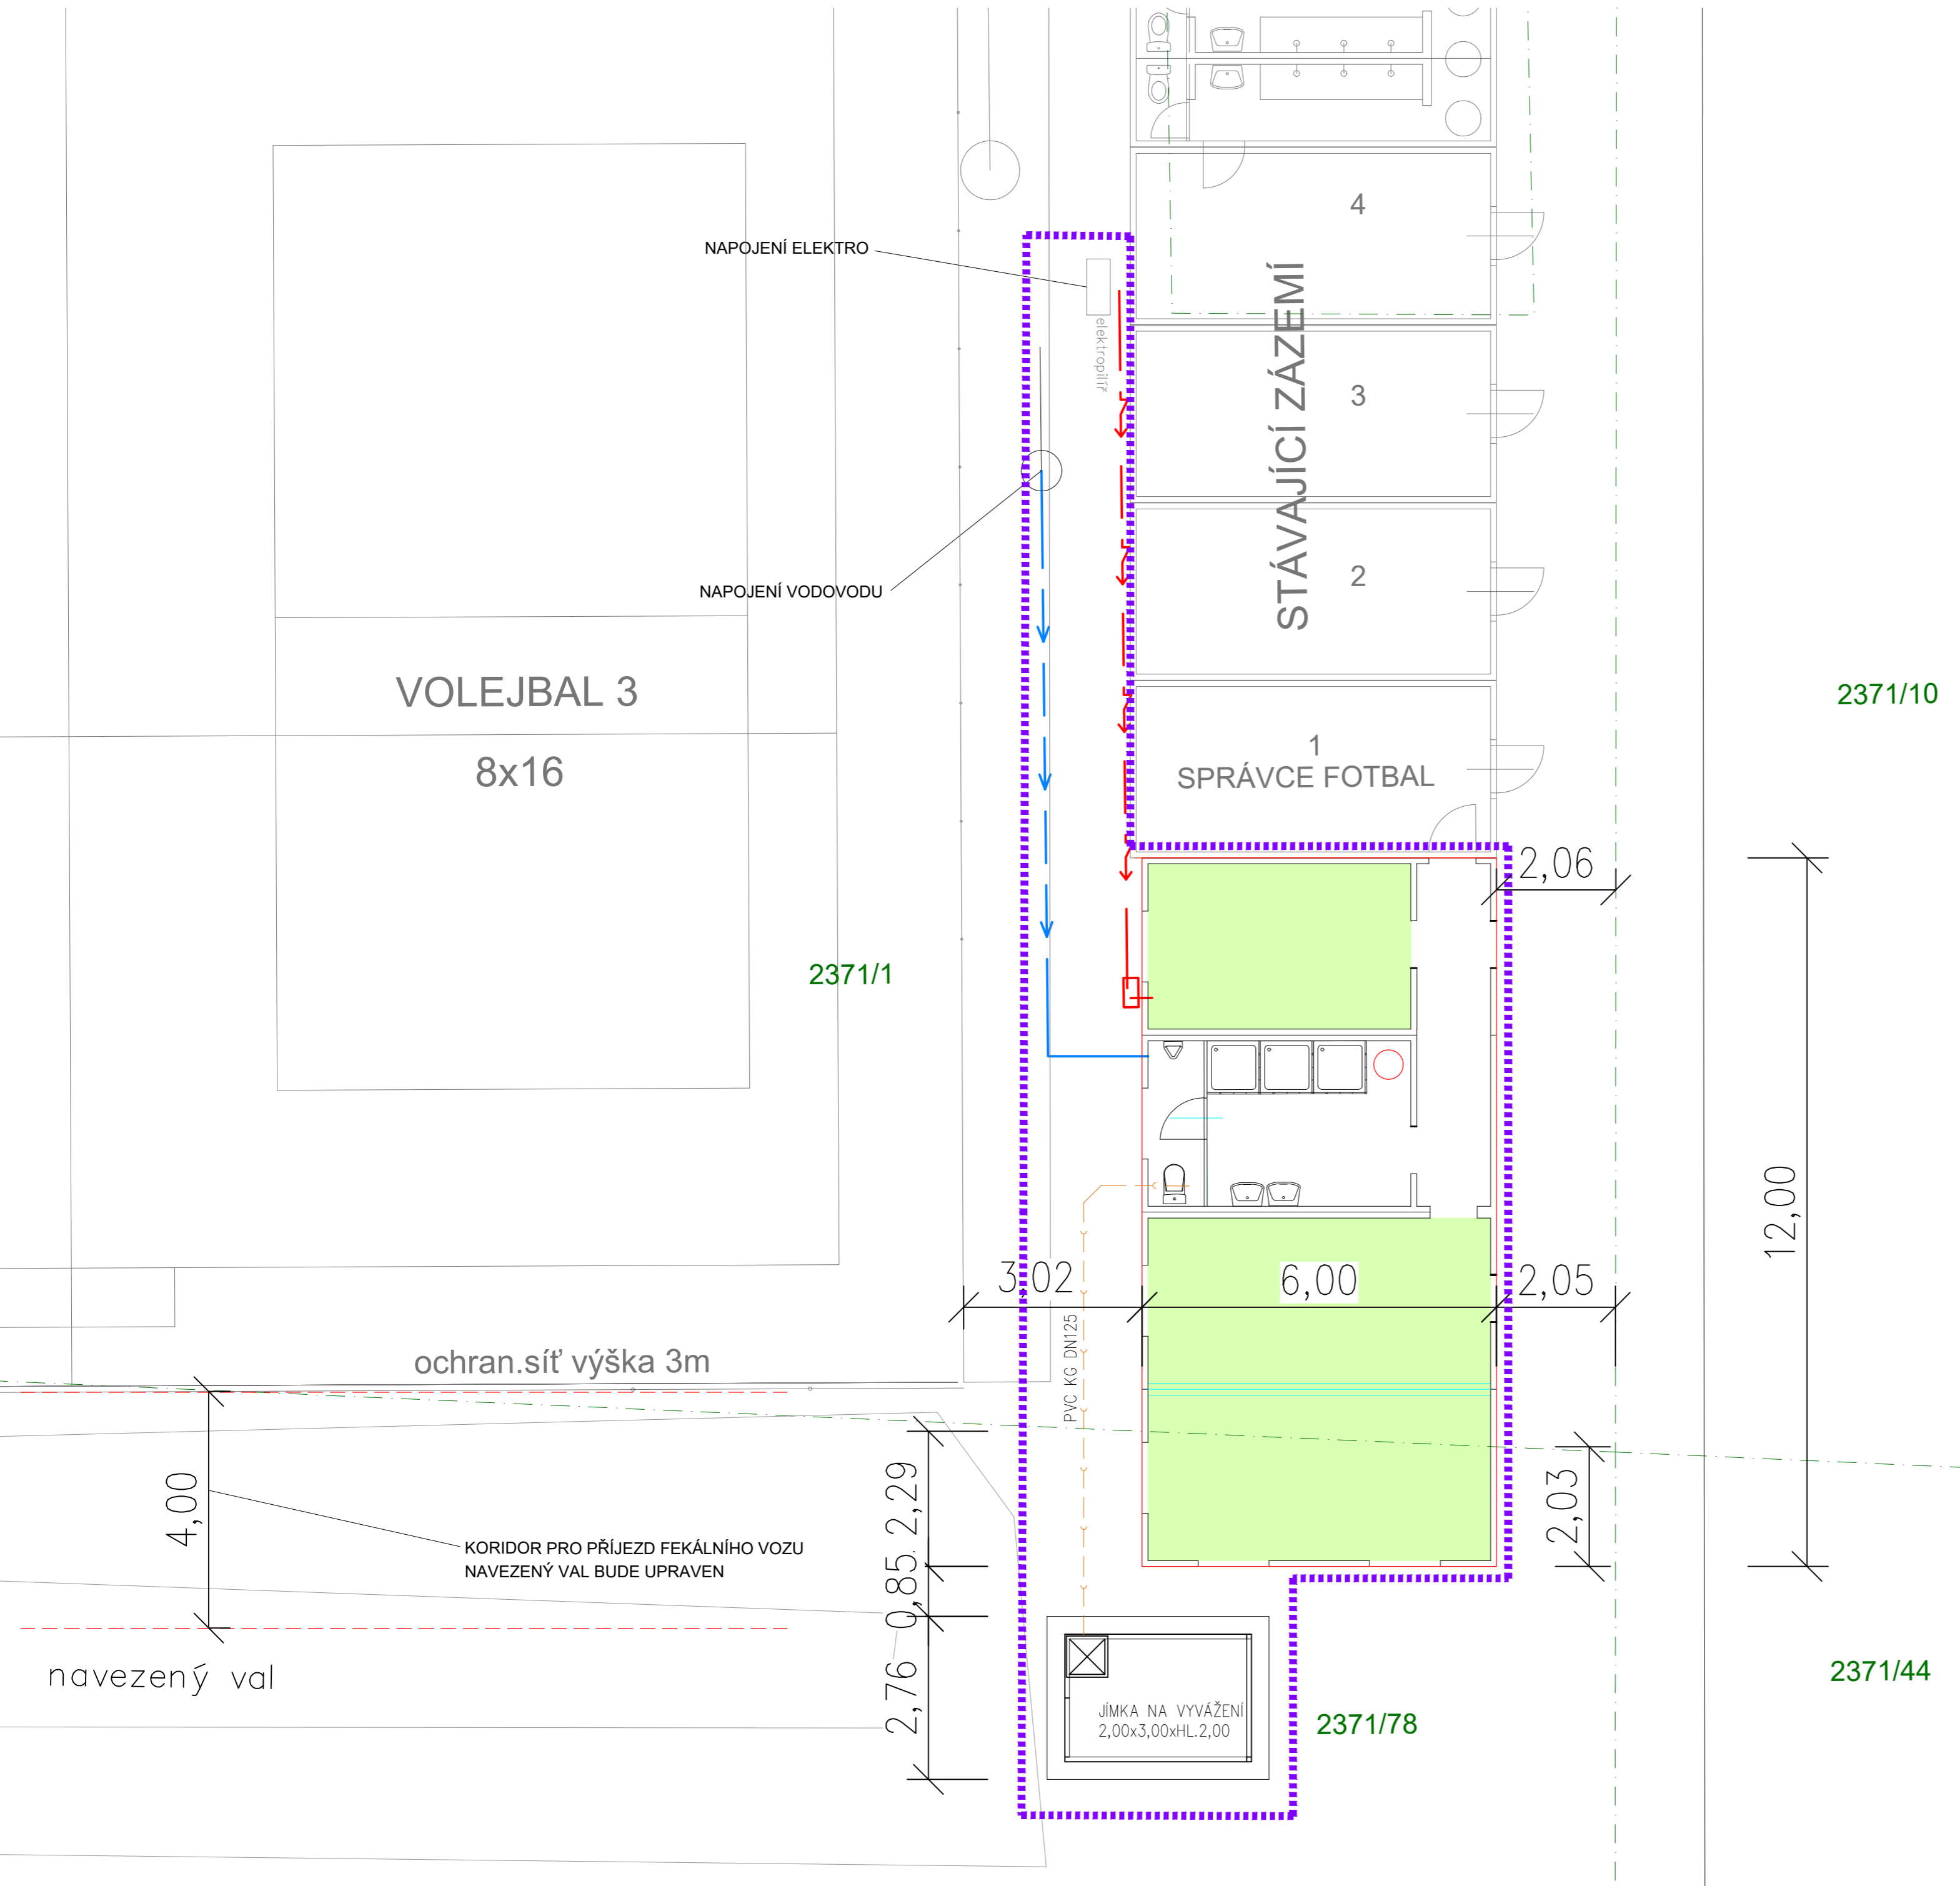 4
NAPOJENÍ ELEKTRO
elektropilíř
STÁVAJÍCÍ ZÁZEMÍ
3
2
NAPOJENÍ VODOVODU
VOLEJBAL 3
8x16
2371/10
1
SPRÁVCE FOTBAL
2,06
2371/1
12,00
3,02
6,00
2,05
PVC KG DN125
ochran.síť výška 3m
4,00
2,29
0,85
2,76
2,03
KORIDOR PRO PŘÍJEZD FEKÁLNÍHO VOZU
NAVEZENÝ VAL BUDE UPRAVEN
navezený val
JÍMKA NA VYVÁŽENÍ
2,00x3,00xHL.2,00
2371/78
2371/44